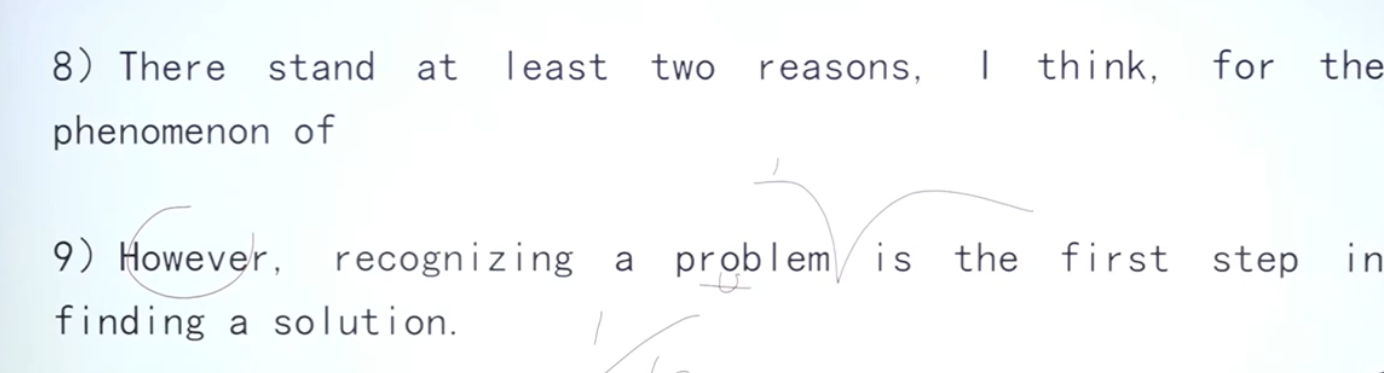 8) There stand at least two reasons, I think, for the
phenomenon of
9) However, recognizing a problem is the first step in
finding a solution.